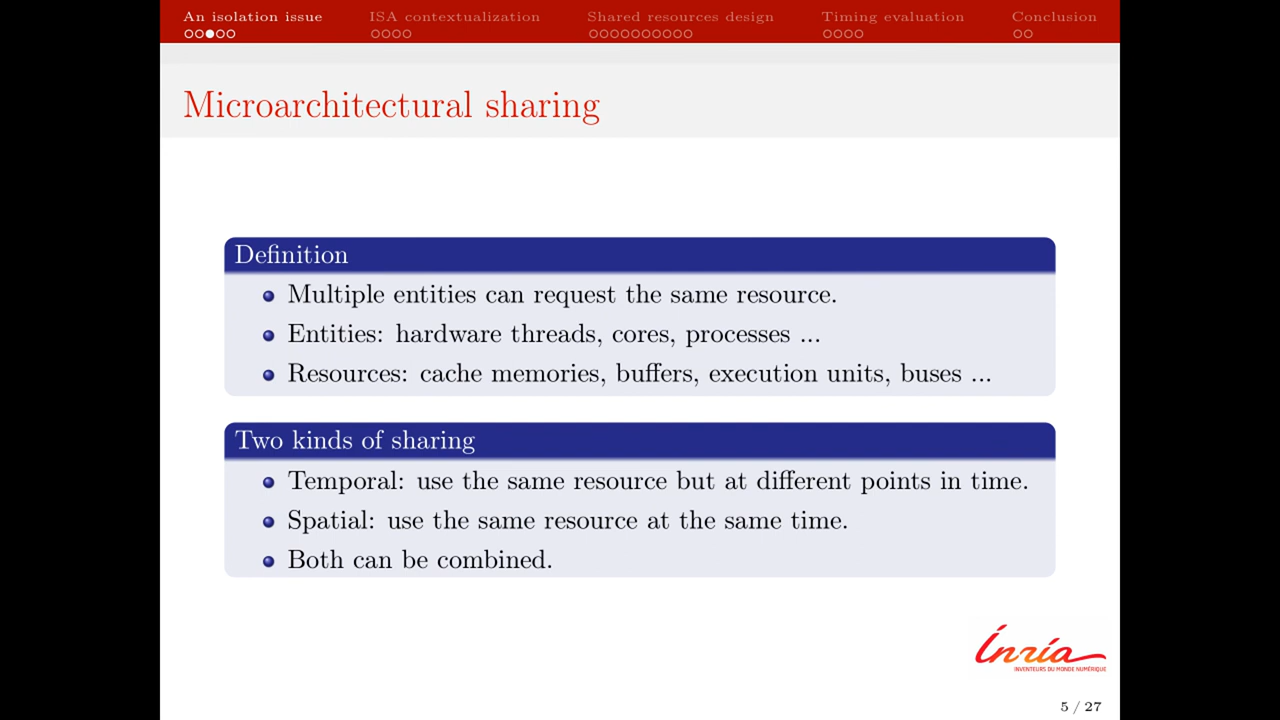 An isolation issue ISA contextualization Shared resources design Timing evaluation Conclusion
Microarchitectural sharing
Definition
Multiple entities can request the same resource.
Entities: hardware threads, cores, processes ...
Resources: cache memories, buffers, execution units, buses ...
Two kinds of sharing
Temporal: use the same resource but at different points in time.
Spatial: use the same resource at the same time.
Both can be combined.
Inria
INVENTEURS DU MONDE NUMÉRIQUE
5 / 27